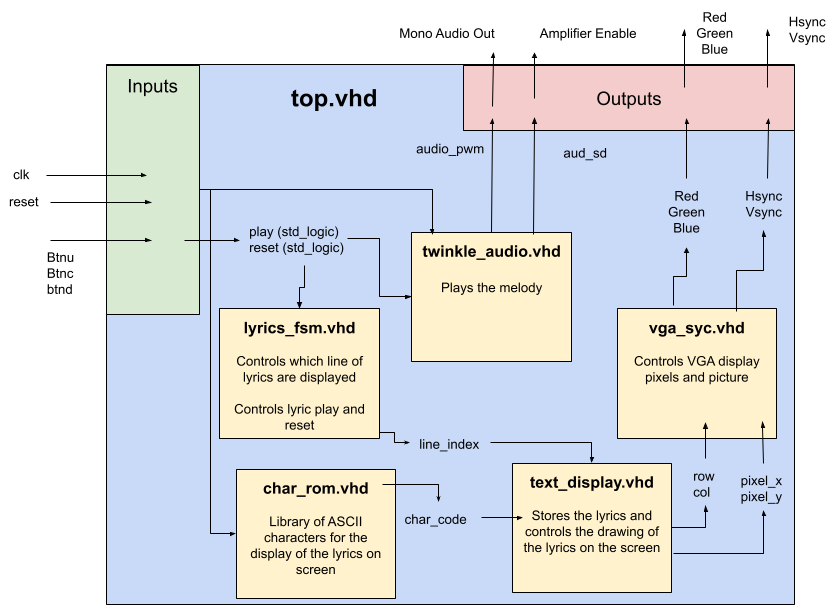 Mono Audio Out
Amplifier Enable
Red
Green
Blue
Hsync
Vsync
Inputs
top.vhd
Outputs
audio_pwm
aud_sd
clk
reset
Btnu
Btnc
btnd
play (std_logic)
reset (std_logic)
Red
Green
Blue
Hsync
Vsync
twinkle_audio.vhd
Plays the melody
lyrics_fsm.vhd
Controls which line of
lyrics are displayed
Controls lyric play and
reset
vga_syc.vhd
Controls VGA display
pixels and picture
line_index
char_rom.vhd
Library of ASCII
characters for the
display of the lyrics on
screen
char_code
text_display.vhd
Stores the lyrics and
controls the drawing of
the lyrics on the screen
row
col
pixel_x
pixel_y